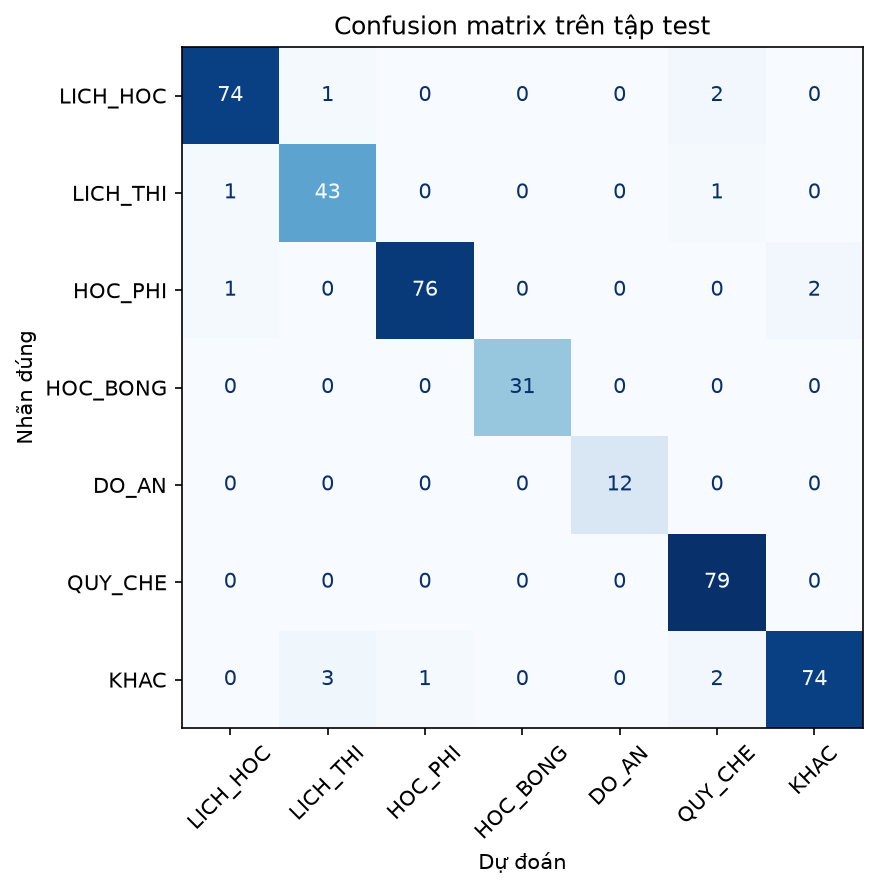 Confusion matrix trên tập test
Nhãn đúng
LICH_HOC 74 1 0 0 0 2 0
LICH_THI 1 43 0 0 0 1 0
HOC_PHI 1 0 76 0 0 0 2
HOC_BONG 0 0 0 31 0 0 0
DO_AN 0 0 0 0 12 0 0
QUY_CHE 0 0 0 0 0 79 0
KHAC 0 3 1 0 0 2 74
LICH_HOC LICH_THI HOC_PHI HOC_BONG DO_AN QUY_CHE KHAC
Dự đoán